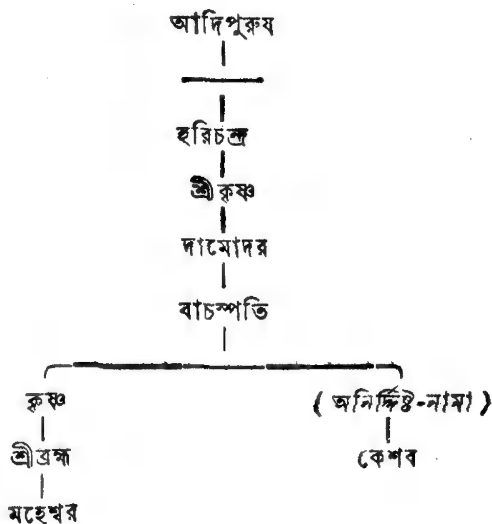 আদিপুরুষ
হরিচন্দ্র
শ্রীকৃষ্ণ
দামোদর
বাচস্পতি
কৃষ্ণ ( অনির্দ্দিষ্ট-নামা )
শ্রীব্রহ্ম কেশব
মহেশ্বর